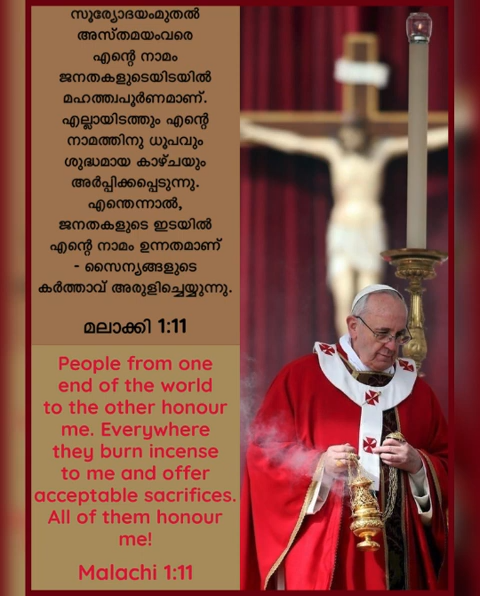 സൂര്യോദയംമുതൽ
അസ്തമയംവരെ
എന്റെ നാമം
ജനതകളുടെയിടയിൽ
മഹത്ത്വപൂർണമാണ്.
എല്ലായിടത്തും എന്റെ
നാമത്തിനു ധൂപവും
ശുദ്ധമായ കാഴ്ചയും
അർപ്പിക്കപ്പെടുന്നു.
എന്തെന്നാൽ,
ജനതകളുടെ ഇടയിൽ
എന്റെ നാമം ഉന്നതമാണ്
- സൈന്യങ്ങളുടെ
കർത്താവ് അരുളിച്ചെയ്യുന്നു.
മലാക്കി 1:11
People from one
end of the world
to the other honour
me. Everywhere
they burn incense
to me and offer
acceptable sacrifices.
All of them honour
me!
Malachi 1:11